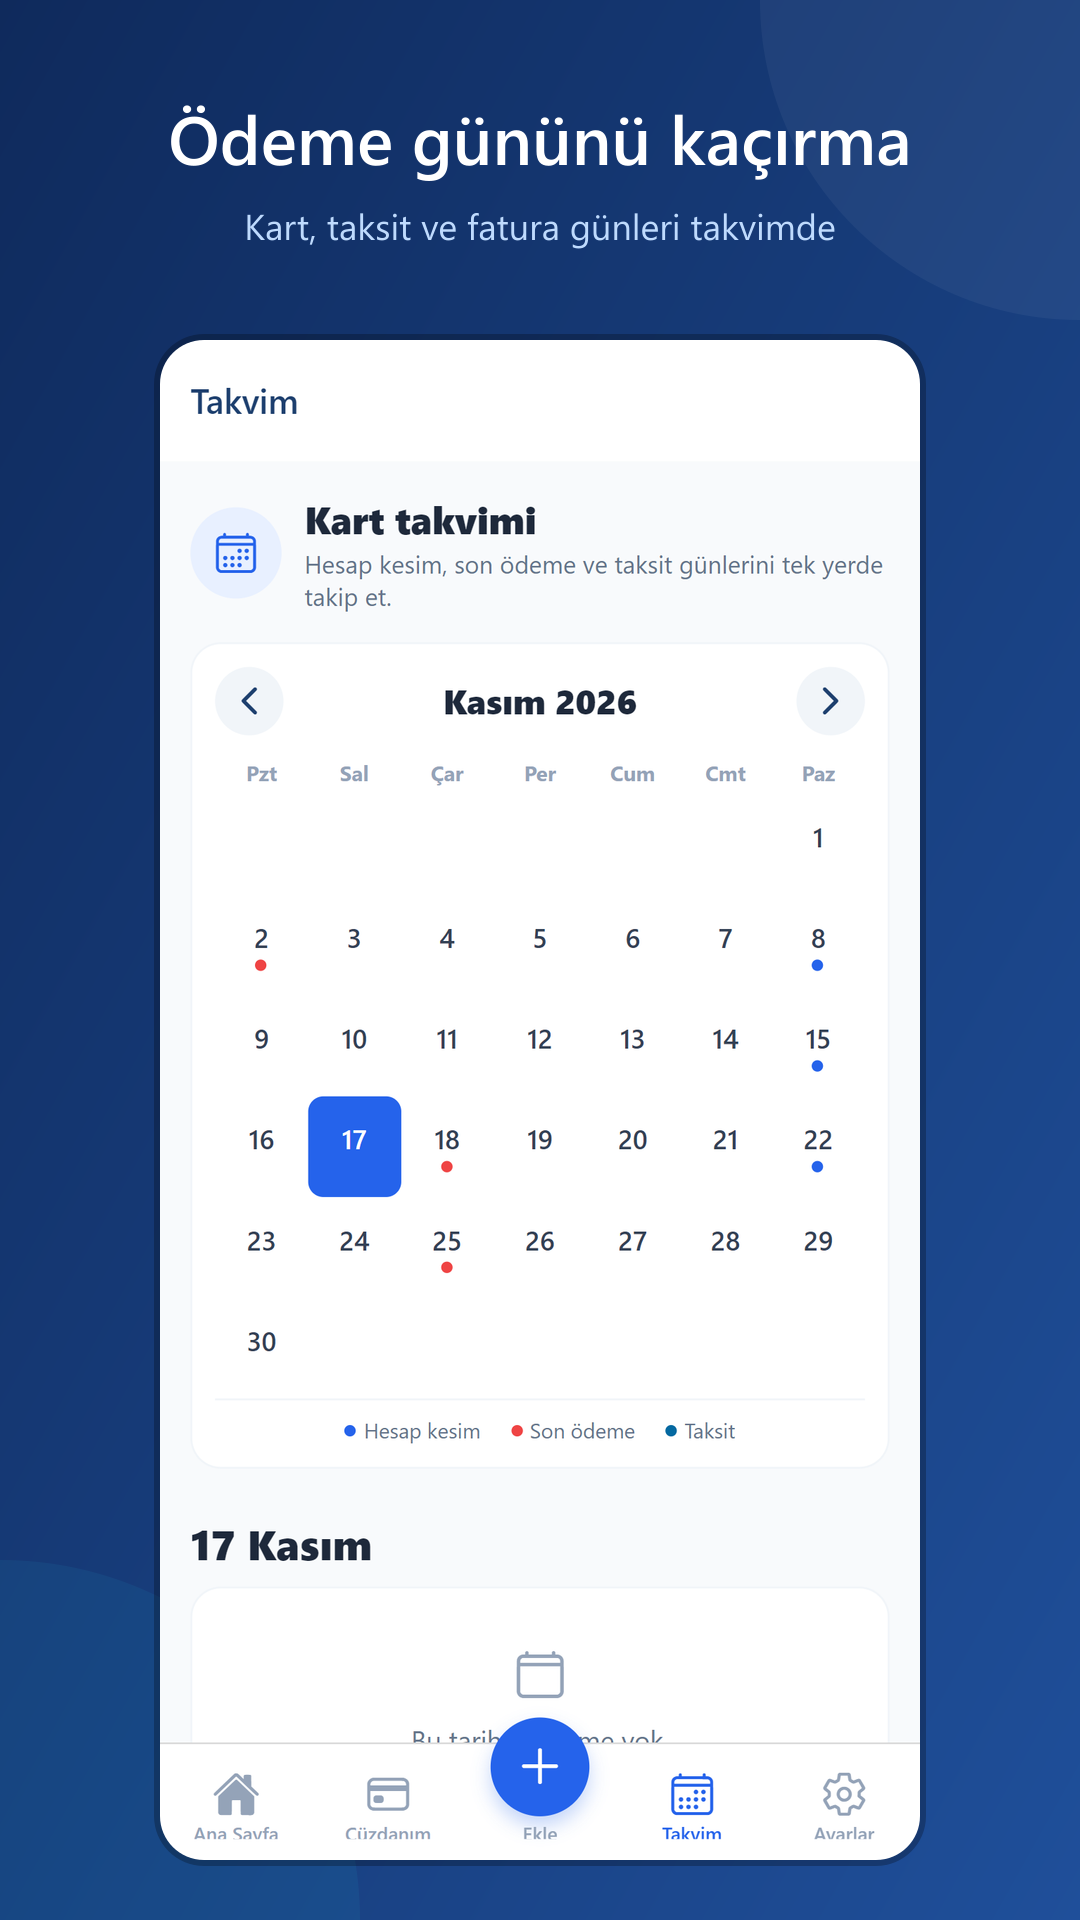 Ödeme gününü kaçırma
Kart, taksit ve fatura günleri takvimde
Takvim
Kart takvimi
Hesap kesim, son ödeme ve taksit günlerini tek yerde
takip et.
Kasım 2026
Pzt Sal Çar Per Cum Cmt Paz
1
2 3 4 5 6 7 8
9 10 11 12 13 14 15
16 17 18 19 20 21 22
23 24 25 26 27 28 29
30
Hesap kesim Son ödeme Taksit
17 Kasım
Bu yok
Ana Sayfa Cüzdanım Ekle Takvim Ayarlar